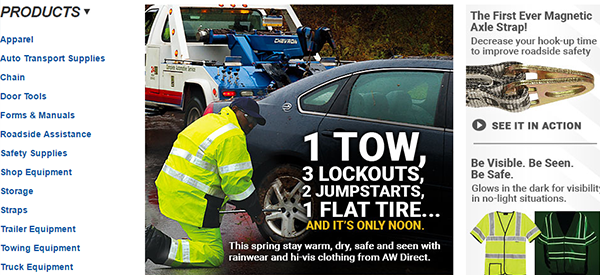 PRODUCTS
Apparel
Auto Transport Supplies
Chain
Door Tools
Forms & Manuals
Roadside Assistance
Safety Supplies
Shop Equipment
Storage
Straps
Trailer Equipment
Towing Equipment
Truck Equipment
CHEVRON
1 TOW,
3 LOCKOUTS,
2 JUMPSTARTS,
1 FLAT TIRE...
AND IT'S ONLY NOON.
This spring stay warm, dry, safe and seen with
rainwear and hi-vis clothing from AW Direct.
The First Ever Magnetic
Axle Strap!
Decrease your hook-up time
to improve roadside safety
SEE IT IN ACTION
Be Visible. Be Seen.
Be Safe.
Glows in the dark for visibility
in no-light situations.